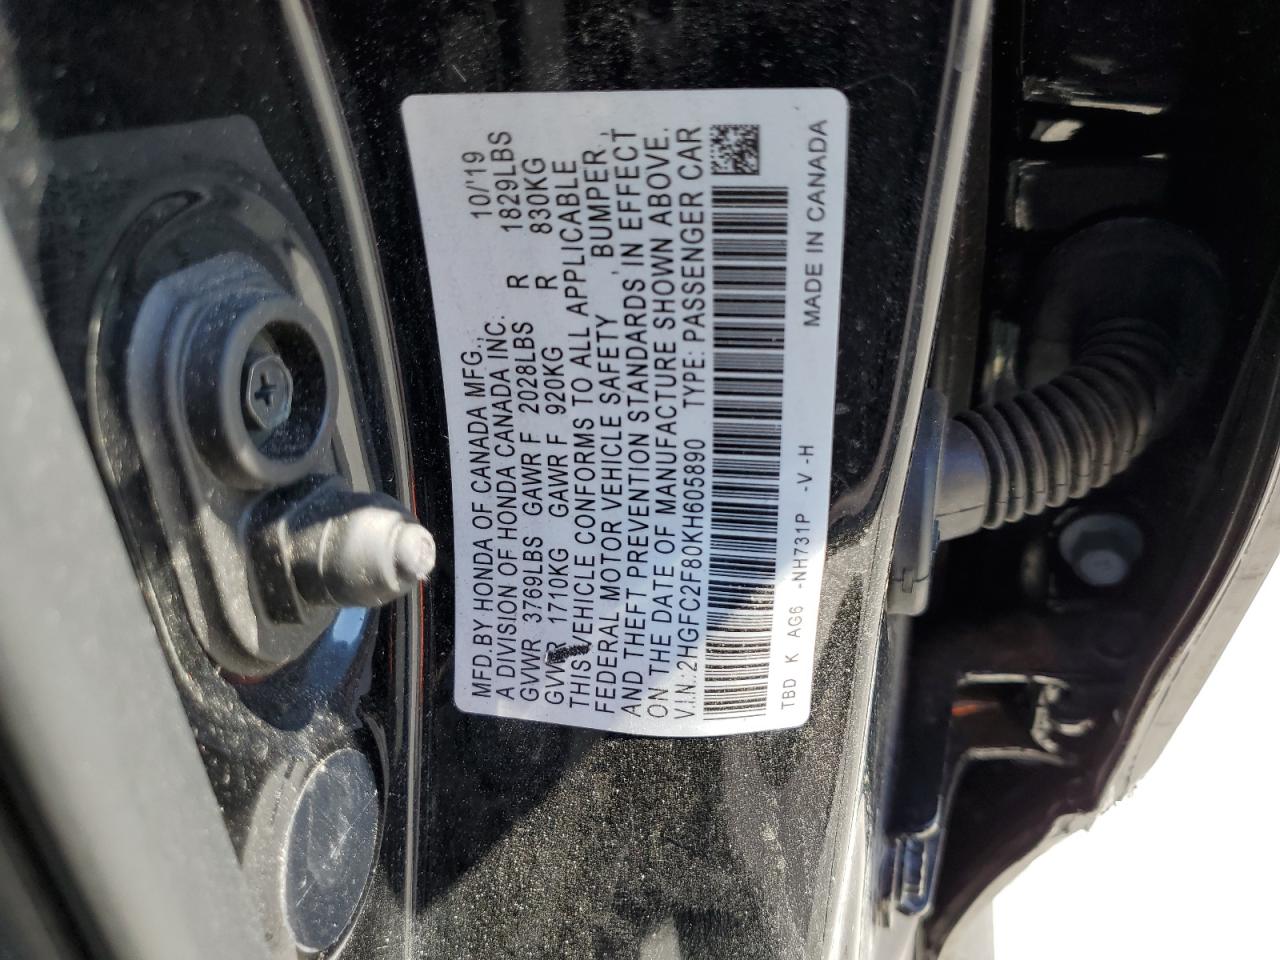 MFD.BY HONDA OF CANADA MFG., 10/'19
A DIVISION OF HONDA CANADA INC.
GVWR 3769LBS GAWR F 2028LBS R 1829LBS
GVWR 1710KG GAWR F 920KG R 830KG
THIS VEHICLE CONFORMS TO ALL APPLICABLE
FEDERAL MOTOR VEHICLE SAFETY , BUMPER ,
AND THEFT PREVENTION STANDARDS IN EFFECT
ON THE DATE OF MANUFACTURE SHOWN ABOVE.
V.I.N.:2HGFC2F80KH605890 TYPE: PASSENGER CAR
TBD K AG6 -NH731P -V -H MADE IN CANADA